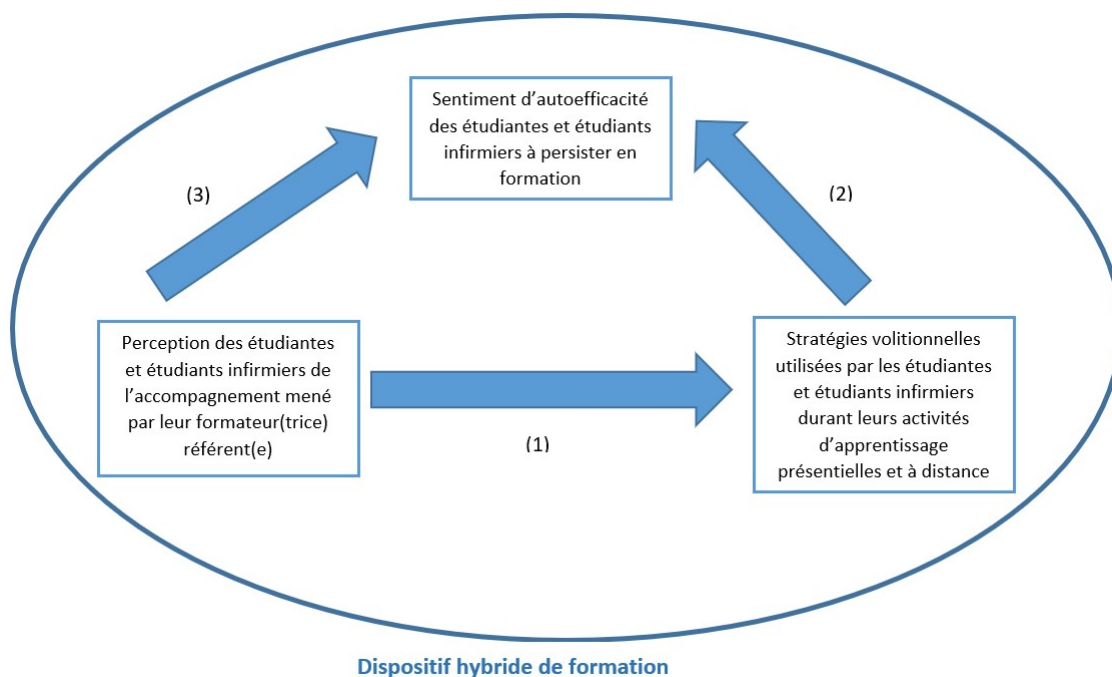 Sentiment d'autoefficacité
des étudiantes et étudiants
infirmiers à persister en
formation
(3)
(2)
Perception des étudiantes
et étudiants infirmiers de
l'accompagnement mené
par leur formateur(trice)
référent(e)
(1)
Stratégies volitionnelles
utilisées par les étudiantes
et étudiants infirmiers
durant leurs activités
d'apprentissage
présentielles et à distance
Dispositif hybride de formation